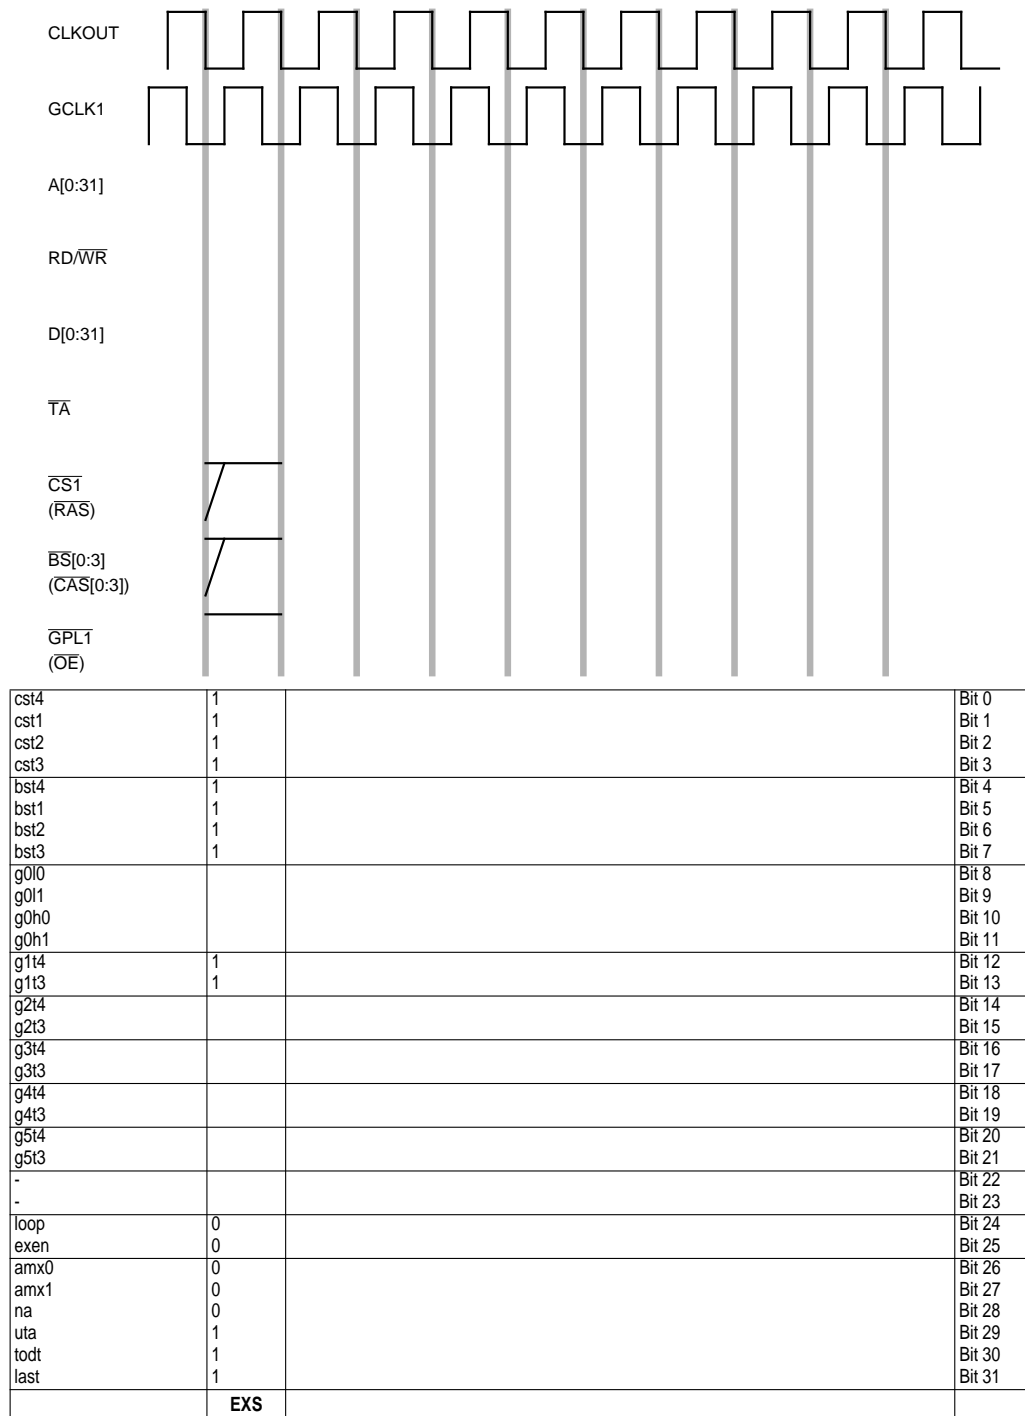 CLKOUT
GCLK1
A[0:31]
RD/WR
D[0:31]
TA
CS1
(RAS)
BS[0:3]
(CAS[0:3])
GPL1
(OE)
cst4 1 Bit 0
cst1 1 Bit 1
cst2 1 Bit 2
cst3 1 Bit 3
bst4 1 Bit 4
bst1 1 Bit 5
bst2 1 Bit 6
bst3 1 Bit 7
g0l0 Bit 8
g0l1 Bit 9
g0h0 Bit 10
g0h1 Bit 11
g1t4 1 Bit 12
g1t3 1 Bit 13
g2t4 Bit 14
g2t3 Bit 15
g3t4 Bit 16
g3t3 Bit 17
g4t4 Bit 18
g4t3 Bit 19
g5t4 Bit 20
g5t3 Bit 21
- Bit 22
- Bit 23
loop 0 Bit 24
exen 0 Bit 25
amx0 0 Bit 26
amx1 0 Bit 27
na 0 Bit 28
uta 1 Bit 29
todt 1 Bit 30
last 1 Bit 31
EXS